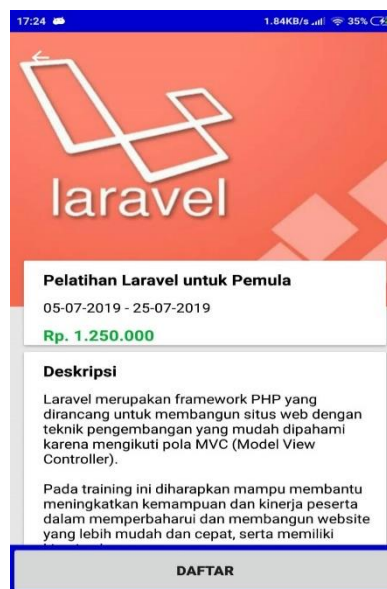 17:24 1.84KB/s 35%
laravel
Pelatihan Laravel untuk Pemula
05-07-2019 - 25-07-2019
Rp. 1.250.000
Deskripsi
Laravel merupakan framework PHP yang
dirancang untuk membangun situs web dengan
teknik pengembangan yang mudah dipahami
karena mengikuti pola MVC (Model View
Controller).
Pada training ini diharapkan mampu membantu
meningkatkan kemampuan dan kinerja peserta
dalam memperbaharui dan membangun website
yang lebih mudah dan cepat, serta memiliki
DAFTAR